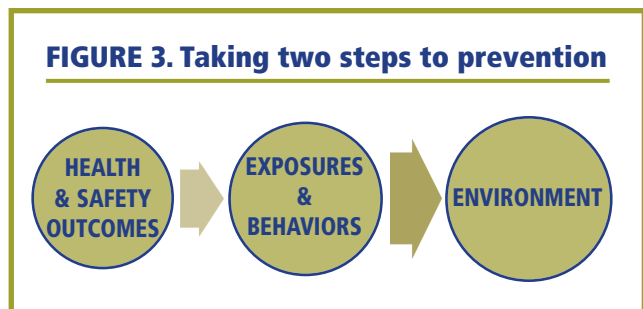 FIGURE 3. Taking two steps to prevention
HEALTH
& SAFETY
OUTCOMES
EXPOSURES
&
BEHAVIORS
ENVIRONMENT